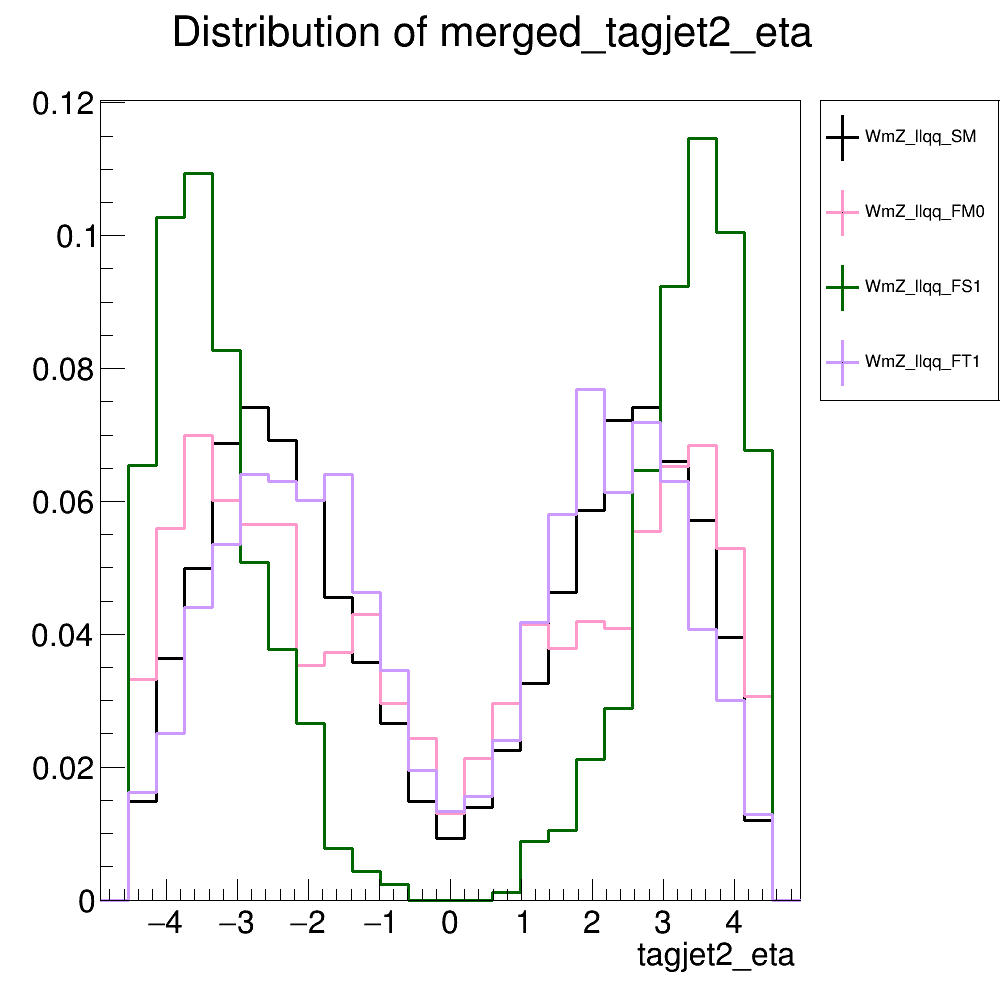 Distribution of merged_tagjet2_eta
0.12
0.1
0.08
0.06
0.04
0.02
0
−4 −3 −2 −1 0 1 2 3 4
tagjet2_eta
WmZ_llqq_SM
WmZ_llqq_FM0
WmZ_llqq_FS1
WmZ_llqq_FT1